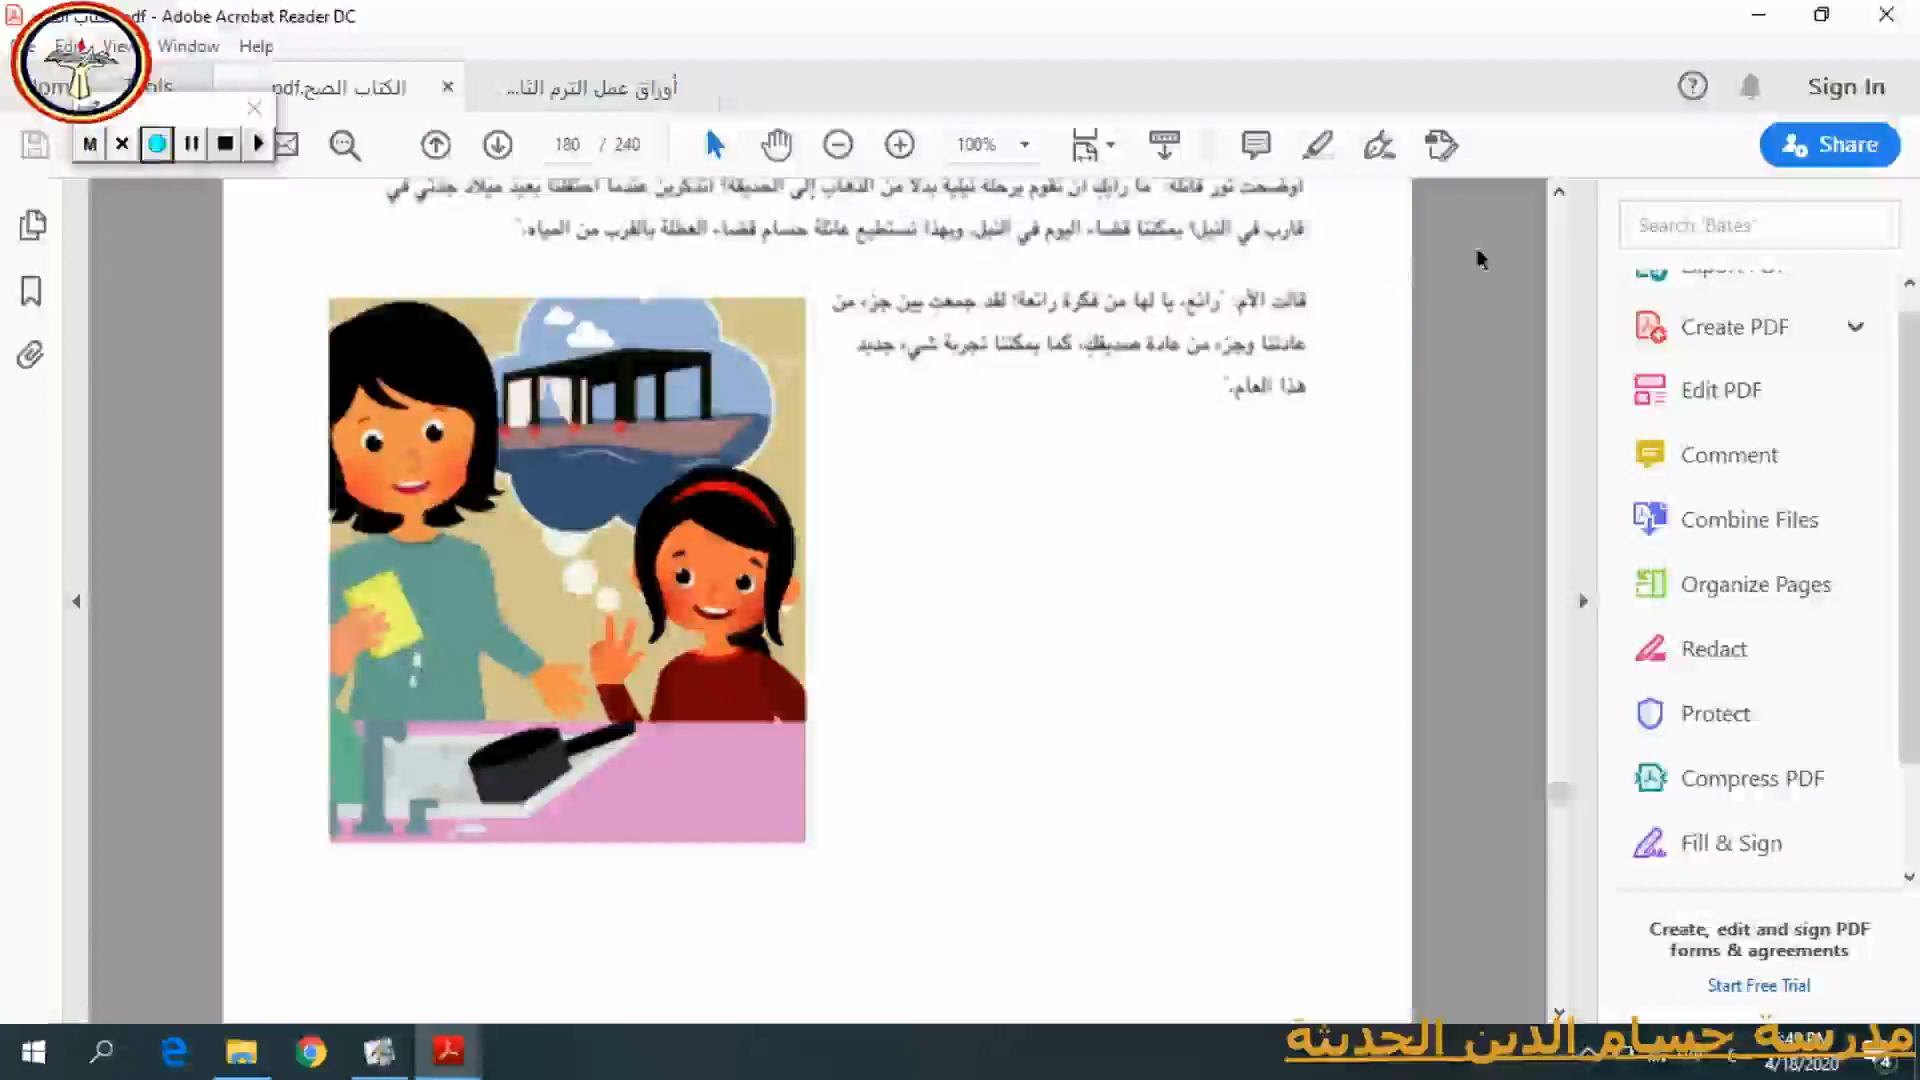 pdf - Adobe Acrobat Reader DC
Window Help
الكتاب الصح.pdf
أوراق عمل الترم الثا...
Sign In
M
180 / 240
100%
Share
أوضحت نور قائلة: "ما رأيك أن نقوم برحلة نيلية بدلا من الذهاب إلى الحديقة؟ أتذكرين عندما احتفلنا بعيد ميلاد جدتي في
قارب في النيل؟ يمكننا قضاء اليوم في النيل. وبهذا تستطيع عائلة حسام قضاء العطلة بالقرب من المياه."
قالت الأم: "رائع، يا لها من فكرة رائعة! لقد جمعت بين جزء من
عادتنا وجزء من عادة صديقك، كما يمكننا تجربة شيء جديد
هذا العام."
Search 'Bates'
Export PDF
Create PDF
Edit PDF
Comment
Combine Files
Organize Pages
Redact
Protect
Compress PDF
Fill & Sign
Create, edit and sign PDF
forms & agreements
Start Free Trial
مدرسة حسام الدين الحديثة
4/18/2020